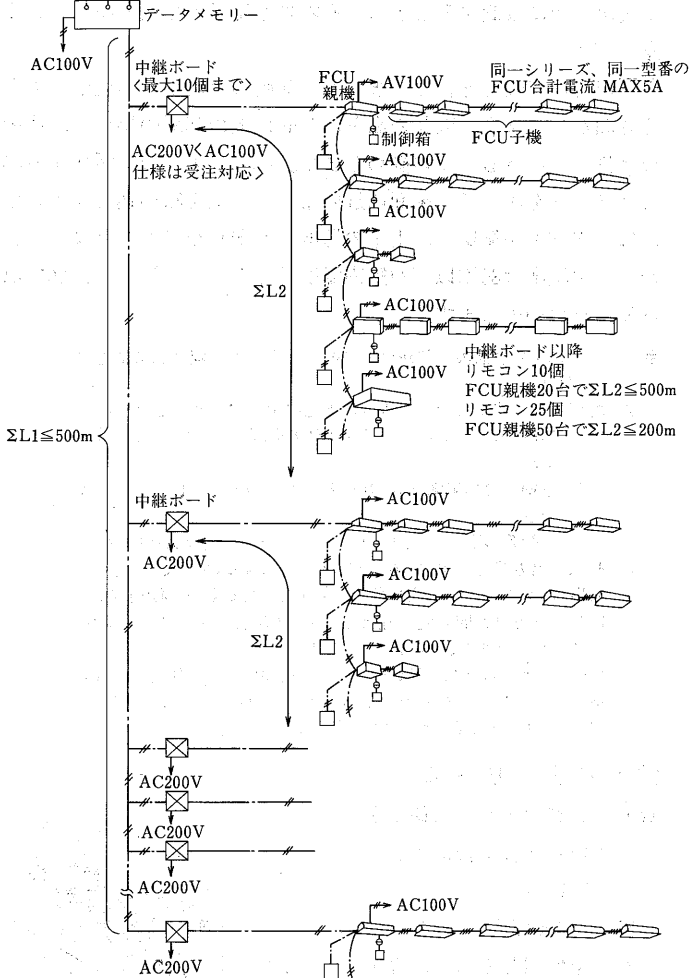 データメモリー
AC100V
中継ボード
<最大10個まで>
FCU
親機
AV100V
同一シリーズ、同一型番の
FCU合計電流 MAX5A
制御箱
FCU子機
AC200V<AC100V
仕様は受注対応>
AC100V
AC100V
ΣL2
AC100V
中継ボード以降
リモコン10個
FCU親機20台でΣL2≦500m
リモコン25個
FCU親機50台でΣL2≦200m
AC100V
ΣL1≦500m
中継ボード
AC100V
AC200V
AC100V
ΣL2
AC100V
AC200V
AC200V
AC200V
AC100V
AC200V